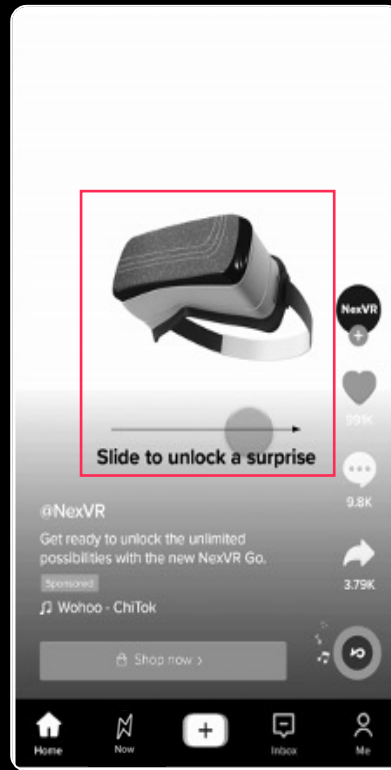 NexVR
991K
Slide to unlock a surprise
9.8K
@NexVR
Get ready to unlock the unlimited
possibilities with the new NexVR Go.
3.79K
Sponsored
Wohoo - ChiTok
Shop now >
Home
Now
Inbox
Me